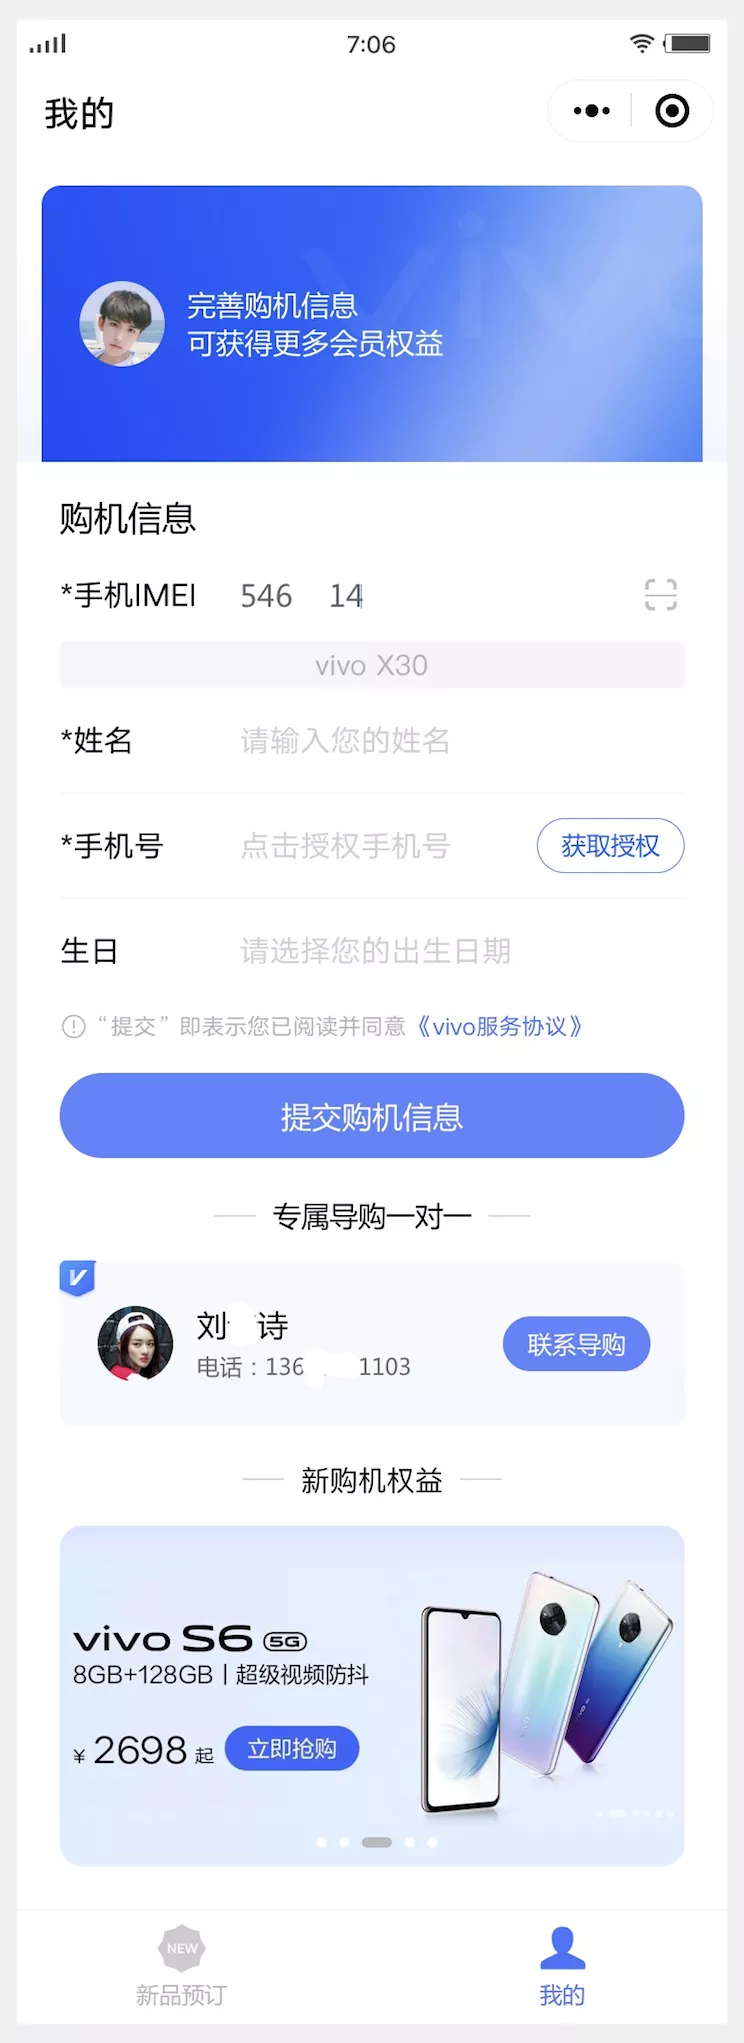 7:06
我的
vivo
完善购机信息
可获得更多会员权益
购机信息
*手机IMEI 546 14
vivo X30
*姓名 请输入您的姓名
*手机号 点击授权手机号 获取授权
生日 请选择您的出生日期
“提交”即表示您已阅读并同意《vivo服务协议》
提交购机信息
专属导购一对一
刘 诗
电话：136 1103
联系导购
新购机权益
vivo S6 5G
8GB+128GB丨超级视频防抖
¥ 2698 起 立即抢购
NEW
新品预订
我的